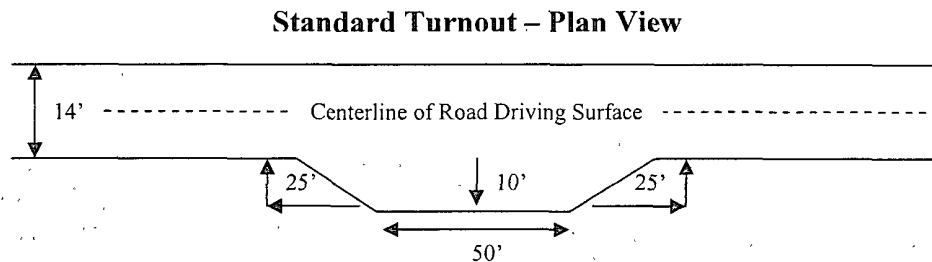 Standard Turnout – Plan View
14’
Centerline of Road Driving Surface
25’
10’
25’
50’